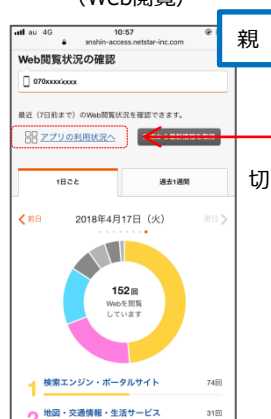 (Web閲覧)
au 4G 10:57
anshin-access.netstar-inc.com
親
Web閲覧状況の確認
070xxxxixxxx
最近（7日前まで）のWeb閲覧状況を確認できます。
アプリの利用状況へ
切
1日ごと 過去1週間
前日 2018年4月17日（火） 翌日
152回
Webを閲覧
しています
1 検索エンジン・ポータルサイト 74回
2 地図・交通情報・生活サービス 31回